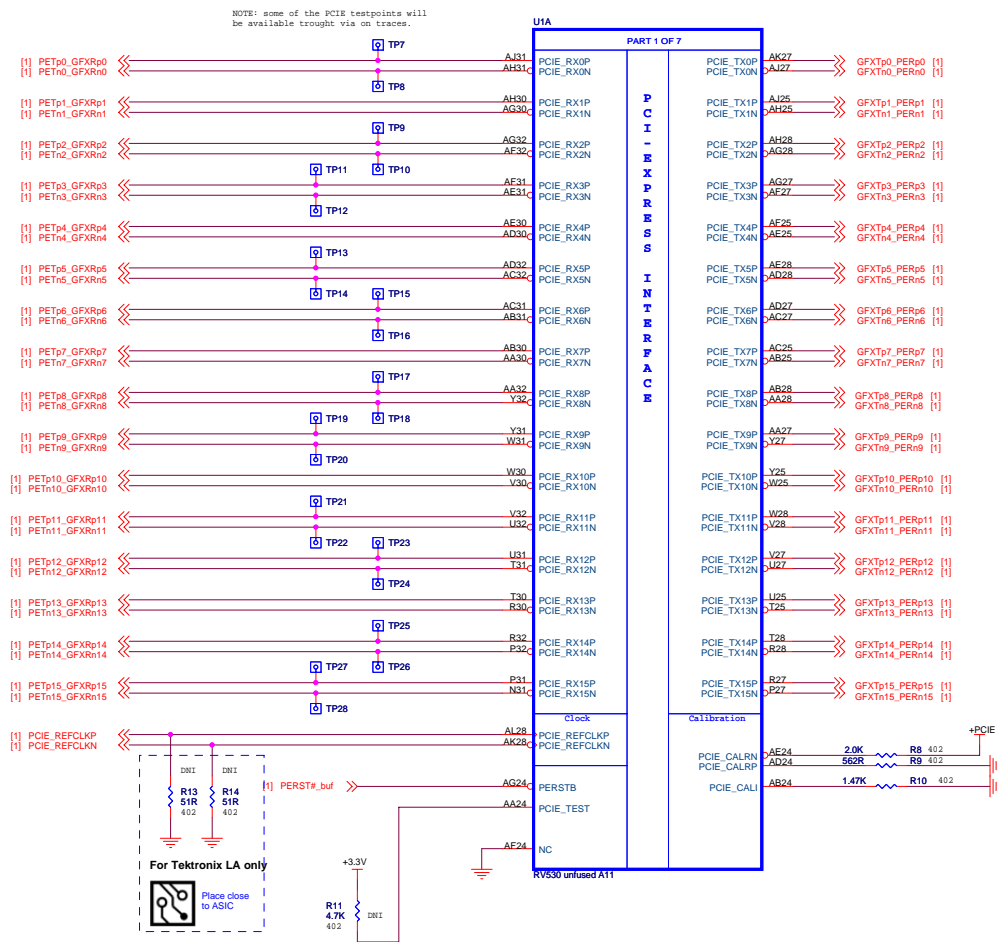 NOTE: some of the PCIE testpoints will
be available trought via on traces.
U1A
PART 1 OF 7
PCI-EXPRESS INTERFACE
TP7
[1] PETp0_GFXRp0 AJ31 PCIE_RX0P PCIE_TX0P AK27 GFXTp0_PERp0 [1]
[1] PETn0_GFXRn0 AH31 PCIE_RX0N PCIE_TX0N AJ27 GFXTn0_PERn0 [1]
TP8
[1] PETp1_GFXRp1 AH30 PCIE_RX1P PCIE_TX1P AJ25 GFXTp1_PERp1 [1]
[1] PETn1_GFXRn1 AG30 PCIE_RX1N PCIE_TX1N AH25 GFXTn1_PERn1 [1]
TP9
[1] PETp2_GFXRp2 AG32 PCIE_RX2P PCIE_TX2P AH28 GFXTp2_PERp2 [1]
[1] PETn2_GFXRn2 AF32 PCIE_RX2N PCIE_TX2N AG28 GFXTn2_PERn2 [1]
TP11 TP10
[1] PETp3_GFXRp3 AF31 PCIE_RX3P PCIE_TX3P AG27 GFXTp3_PERp3 [1]
[1] PETn3_GFXRn3 AE31 PCIE_RX3N PCIE_TX3N AF27 GFXTn3_PERn3 [1]
TP12
[1] PETp4_GFXRp4 AE30 PCIE_RX4P PCIE_TX4P AF25 GFXTp4_PERp4 [1]
[1] PETn4_GFXRn4 AD30 PCIE_RX4N PCIE_TX4N AE25 GFXTn4_PERn4 [1]
TP13
[1] PETp5_GFXRp5 AD32 PCIE_RX5P PCIE_TX5P AE28 GFXTp5_PERp5 [1]
[1] PETn5_GFXRn5 AC32 PCIE_RX5N PCIE_TX5N AD28 GFXTn5_PERn5 [1]
TP14 TP15
[1] PETp6_GFXRp6 AC31 PCIE_RX6P PCIE_TX6P AD27 GFXTp6_PERp6 [1]
[1] PETn6_GFXRn6 AB31 PCIE_RX6N PCIE_TX6N AC27 GFXTn6_PERn6 [1]
TP16
[1] PETp7_GFXRp7 AB30 PCIE_RX7P PCIE_TX7P AC25 GFXTp7_PERp7 [1]
[1] PETn7_GFXRn7 AA30 PCIE_RX7N PCIE_TX7N AB25 GFXTn7_PERn7 [1]
TP17
[1] PETp8_GFXRp8 AA32 PCIE_RX8P PCIE_TX8P AB28 GFXTp8_PERp8 [1]
[1] PETn8_GFXRn8 Y32 PCIE_RX8N PCIE_TX8N AA28 GFXTn8_PERn8 [1]
TP19 TP18
[1] PETp9_GFXRp9 Y31 PCIE_RX9P PCIE_TX9P AA27 GFXTp9_PERp9 [1]
[1] PETn9_GFXRn9 W31 PCIE_RX9N PCIE_TX9N Y27 GFXTn9_PERn9 [1]
TP20
[1] PETp10_GFXRp10 W30 PCIE_RX10P PCIE_TX10P Y25 GFXTp10_PERp10 [1]
[1] PETn10_GFXRn10 V30 PCIE_RX10N PCIE_TX10N W25 GFXTn10_PERn10 [1]
TP21
[1] PETp11_GFXRp11 V32 PCIE_RX11P PCIE_TX11P W28 GFXTp11_PERp11 [1]
[1] PETn11_GFXRn11 U32 PCIE_RX11N PCIE_TX11N V28 GFXTn11_PERn11 [1]
TP22 TP23
[1] PETp12_GFXRp12 U31 PCIE_RX12P PCIE_TX12P V27 GFXTp12_PERp12 [1]
[1] PETn12_GFXRn12 T31 PCIE_RX12N PCIE_TX12N U27 GFXTn12_PERn12 [1]
TP24
[1] PETp13_GFXRp13 T30 PCIE_RX13P PCIE_TX13P U25 GFXTp13_PERp13 [1]
[1] PETn13_GFXRn13 R30 PCIE_RX13N PCIE_TX13N T25 GFXTn13_PERn13 [1]
TP25
[1] PETp14_GFXRp14 R32 PCIE_RX14P PCIE_TX14P T28 GFXTp14_PERp14 [1]
[1] PETn14_GFXRn14 P32 PCIE_RX14N PCIE_TX14N R28 GFXTn14_PERn14 [1]
TP27 TP26
[1] PETp15_GFXRp15 P31 PCIE_RX15P PCIE_TX15P R27 GFXTp15_PERp15 [1]
[1] PETn15_GFXRn15 N31 PCIE_RX15N PCIE_TX15N P27 GFXTn15_PERn15 [1]
TP28
Clock Calibration
[1] PCIE_REFCLKP AL28 PCIE_REFCLKP
[1] PCIE_REFCLKN AK28 PCIE_REFCLKN
+PCIE
PCIE_CALRN AE24 2.0K R8 402
PCIE_CALRP AD24 562R R9 402
PCIE_CALI AB24 1.47K R10 402
DNI DNI
R13 R14
51R 51R
402 402
[1] PERST#_buf AG24 PERSTB
AA24 PCIE_TEST
AF24 NC
RV530 unfused A11
For Tektronix LA only
Place close
to ASIC
+3.3V
R11
4.7K DNI
402